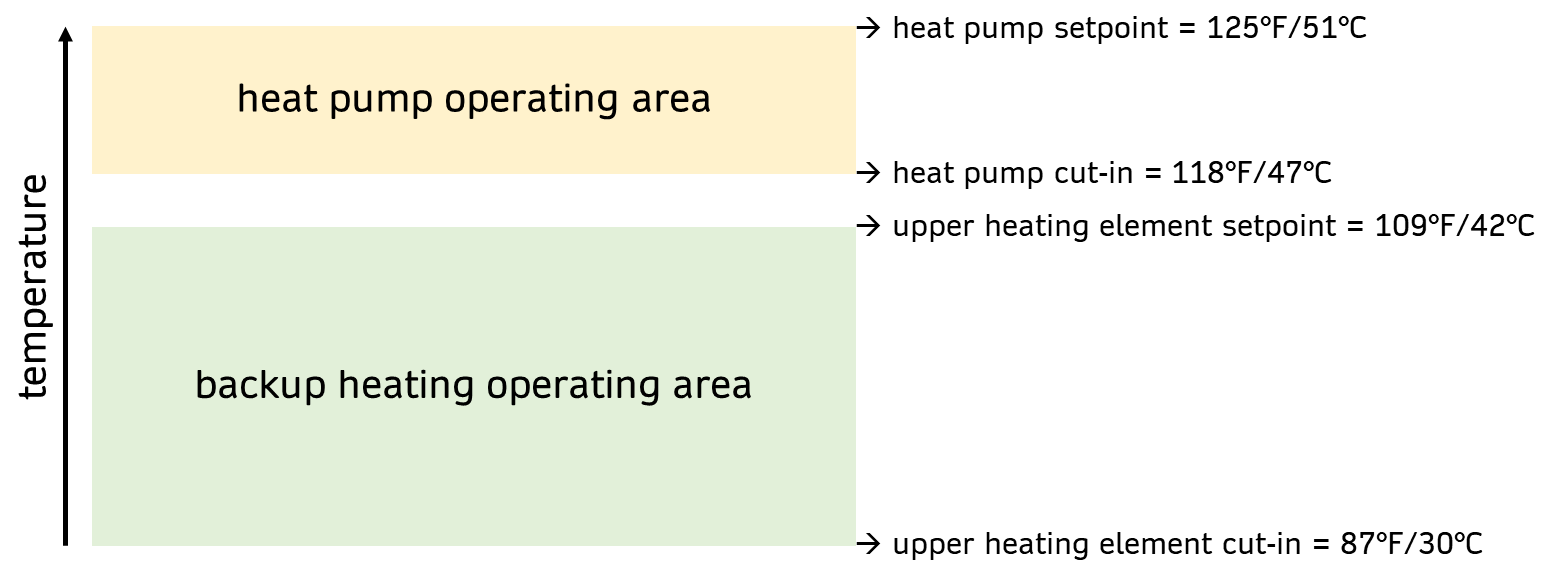 → heat pump setpoint = 125°F/51°C
heat pump operating area
→ heat pump cut-in = 118°F/47°C
temperature
→ upper heating element setpoint = 109°F/42°C
backup heating operating area
→ upper heating element cut-in = 87°F/30°C